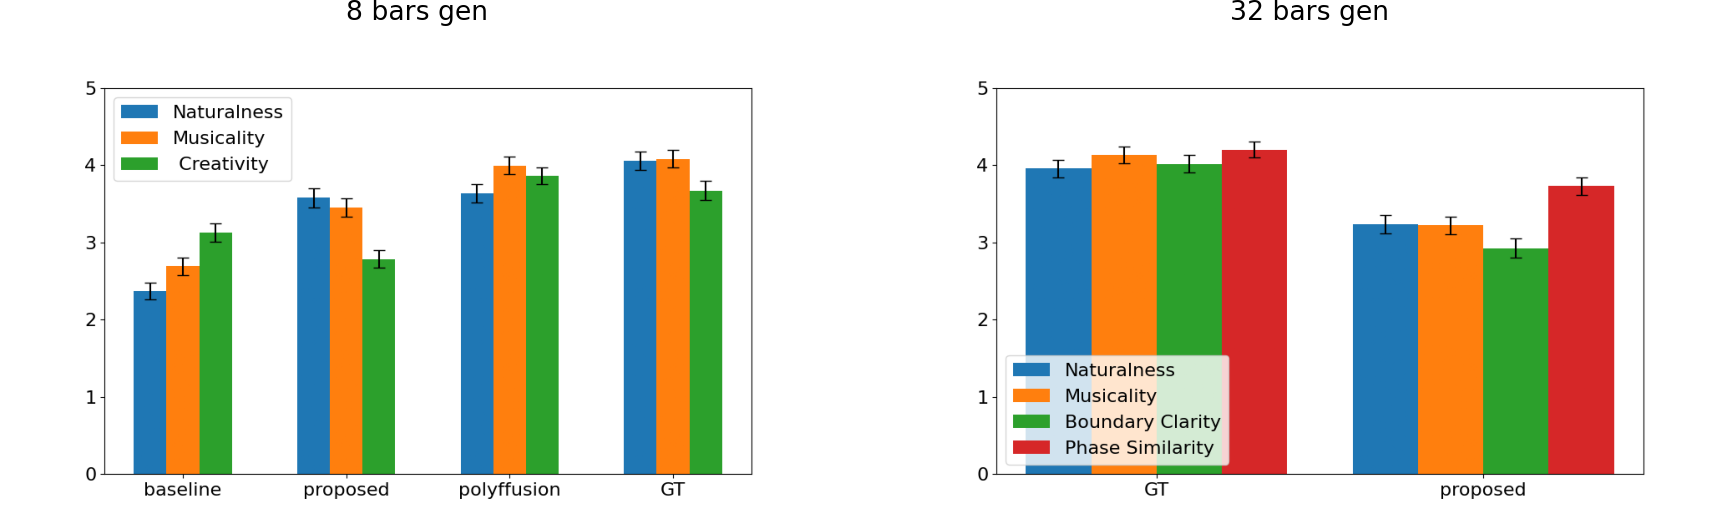 8 bars gen
5
4
3
2
1
0
Naturalness
Musicality
Creativity
baseline
proposed
polyffusion
GT
32 bars gen
5
4
3
2
1
0
Naturalness
Musicality
Boundary Clarity
Phase Similarity
GT
proposed